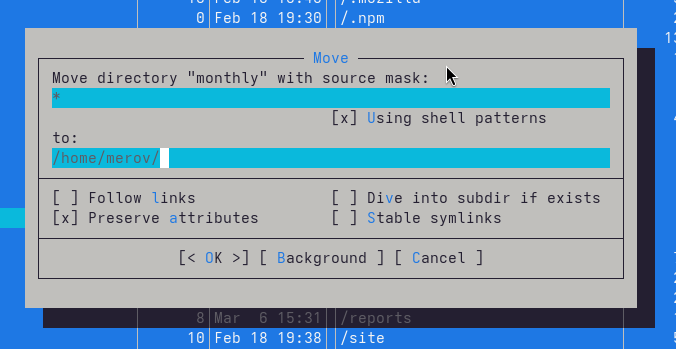 0 Feb 18 19:30 /.npm
Move
Move directory "monthly" with source mask:
*
[x] Using shell patterns
to:
/home/merov/
[ ] Follow links [ ] Dive into subdir if exists
[x] Preserve attributes [ ] Stable symlinks
[< OK >] [ Background ] [ Cancel ]
8 Mar 6 15:31 /reports
10 Feb 18 19:38 /site